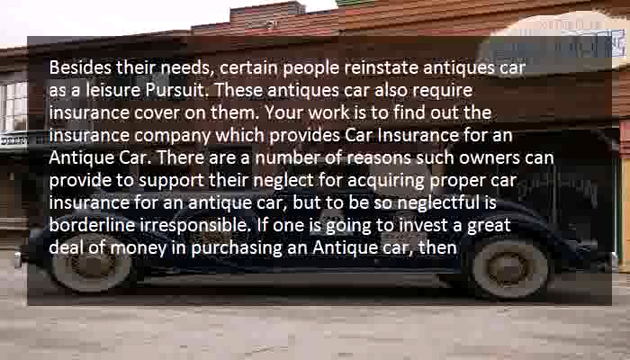 Besides their needs, certain people reinstate antiques car
as a leisure Pursuit. These antiques car also require
insurance cover on them. Your work is to find out the
insurance company which provides Car Insurance for an
Antique Car. There are a number of reasons such owners can
provide to support their neglect for acquiring proper car
insurance for an antique car, but to be so neglectful is
borderline irresponsible. If one is going to invest a great
deal of money in purchasing an Antique car, then